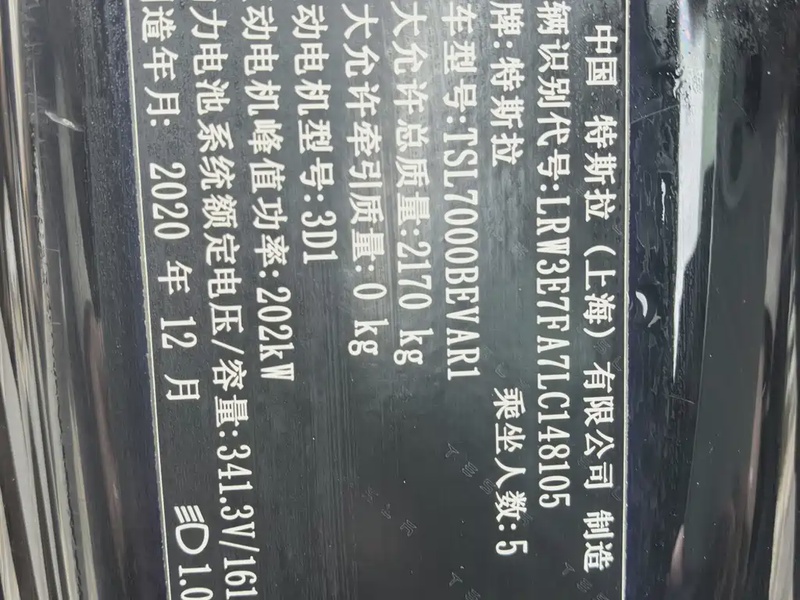 中国 特斯拉（上海）有限公司 制造
辆识别代号:LRW3E7FA7LC148105
牌:特斯拉 乘坐人数:5
车型号:TSL7000BEVAR1
大允许总质量:2170 kg
大允许牵引质量:0 kg
动电机型号:3D1
动电机峰值功率:202kW
力电池系统额定电压/容量:341.3V/161
造年月: 2020 年 12 月
1.0